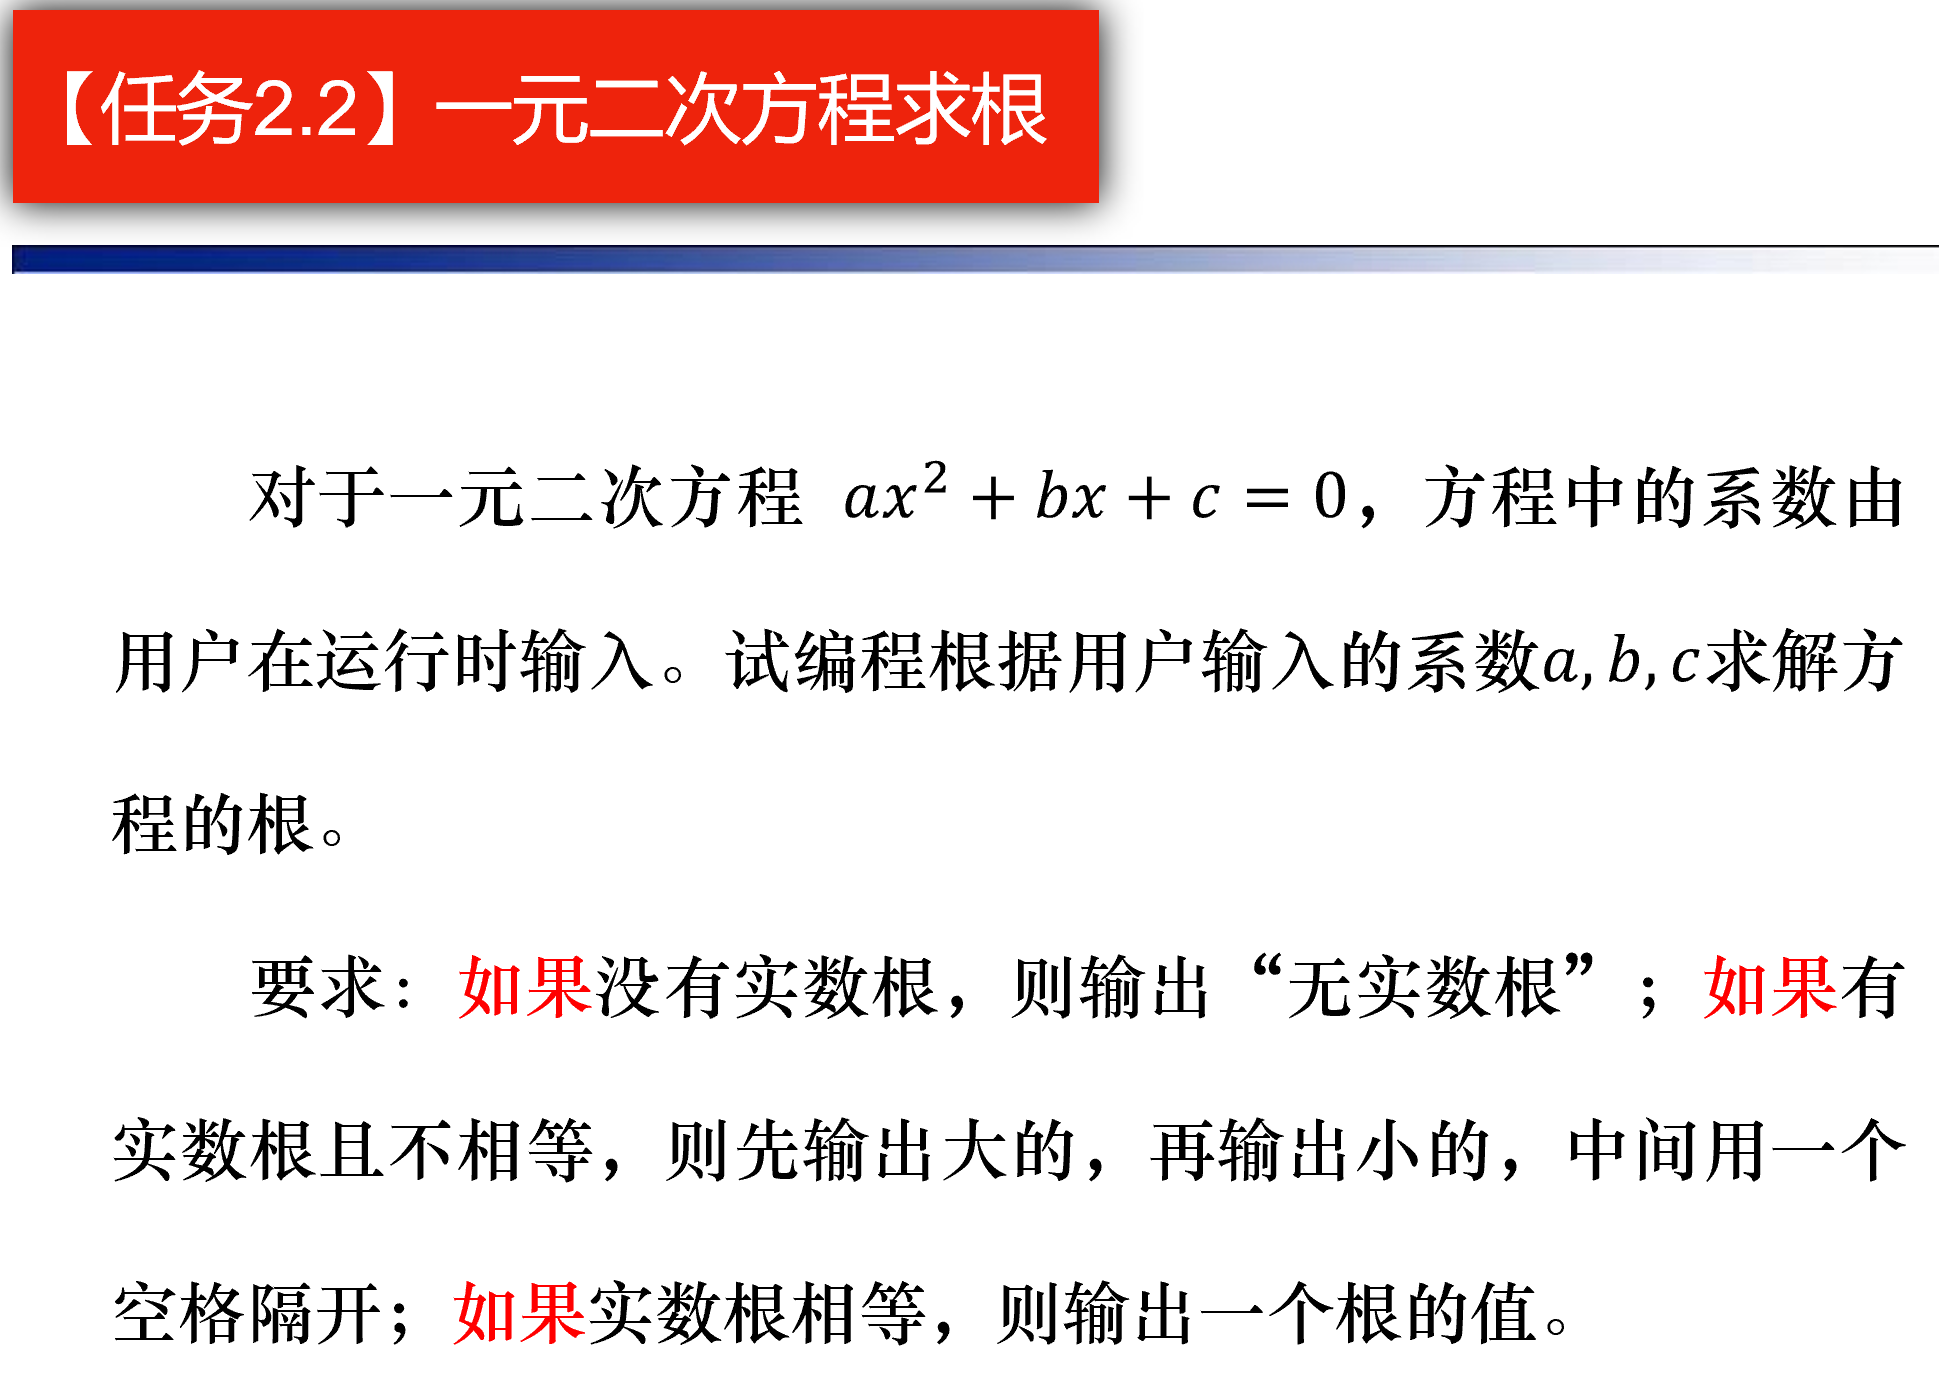 【任务2.2】一元二次方程求根
对于一元二次方程 ax² + bx + c = 0，方程中的系数由
用户在运行时输入。试编程根据用户输入的系数a, b, c求解方
程的根。
要求：如果没有实数根，则输出“无实数根”；如果有
实数根且不相等，则先输出大的，再输出小的，中间用一个
空格隔开；如果实数根相等，则输出一个根的值。